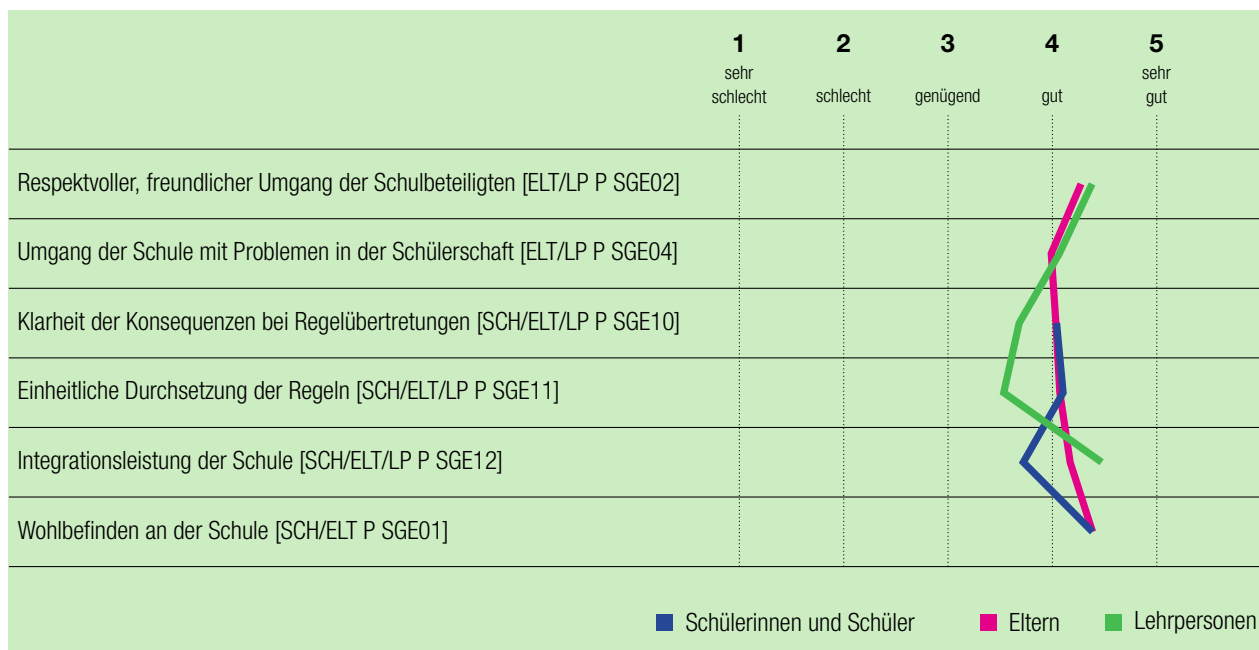 1 2 3 4 5
sehr schlecht schlecht genügend gut sehr gut
Respektvoller, freundlicher Umgang der Schulbeteiligten [ELT/LP P SGE02]
Umgang der Schule mit Problemen in der Schülerschaft [ELT/LP P SGE04]
Klarheit der Konsequenzen bei Regelübertretungen [SCH/ELT/LP P SGE10]
Einheitliche Durchsetzung der Regeln [SCH/ELT/LP P SGE11]
Integrationsleistung der Schule [SCH/ELT/LP P SGE12]
Wohlbefinden an der Schule [SCH/ELT P SGE01]
Schülerinnen und Schüler Eltern Lehrpersonen